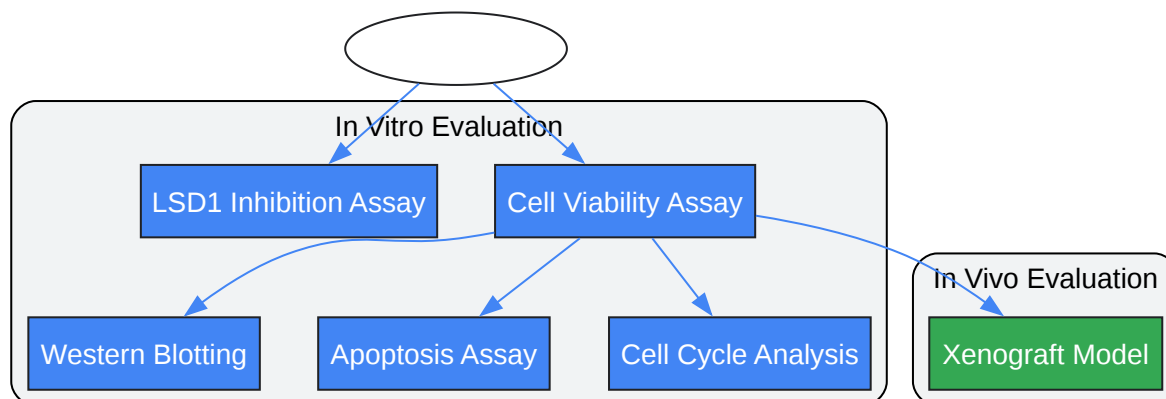 In Vitro Evaluation
LSD1 Inhibition Assay
Cell Viability Assay
In Vivo Evaluation
Western Blotting
Apoptosis Assay
Cell Cycle Analysis
Xenograft Model